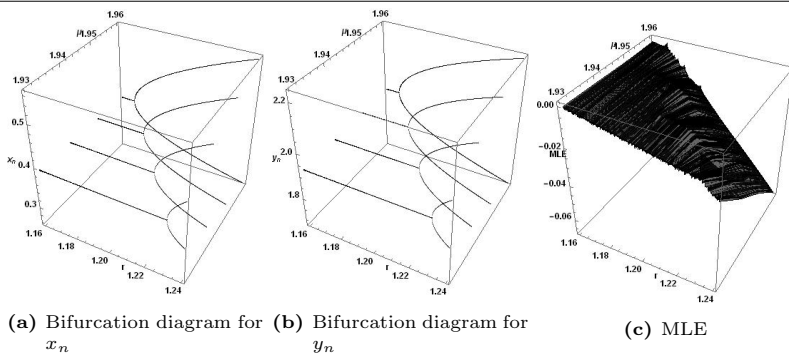 1.96
1.95
μ
1.94
1.93
0.5
x_n
0.4
0.3
1.16
1.18
1.20
r
1.22
1.24
1.96
1.95
μ
1.94
1.93
2.2
2.0
y_n
1.8
1.16
1.18
1.20
r
1.22
1.24
1.96
1.95
μ
1.94
1.93
0.00
-0.02
MLE
-0.04
-0.06
1.16
1.18
1.20
r
1.22
1.24
(a) Bifurcation diagram for
x_n
(b) Bifurcation diagram for
y_n
(c) MLE